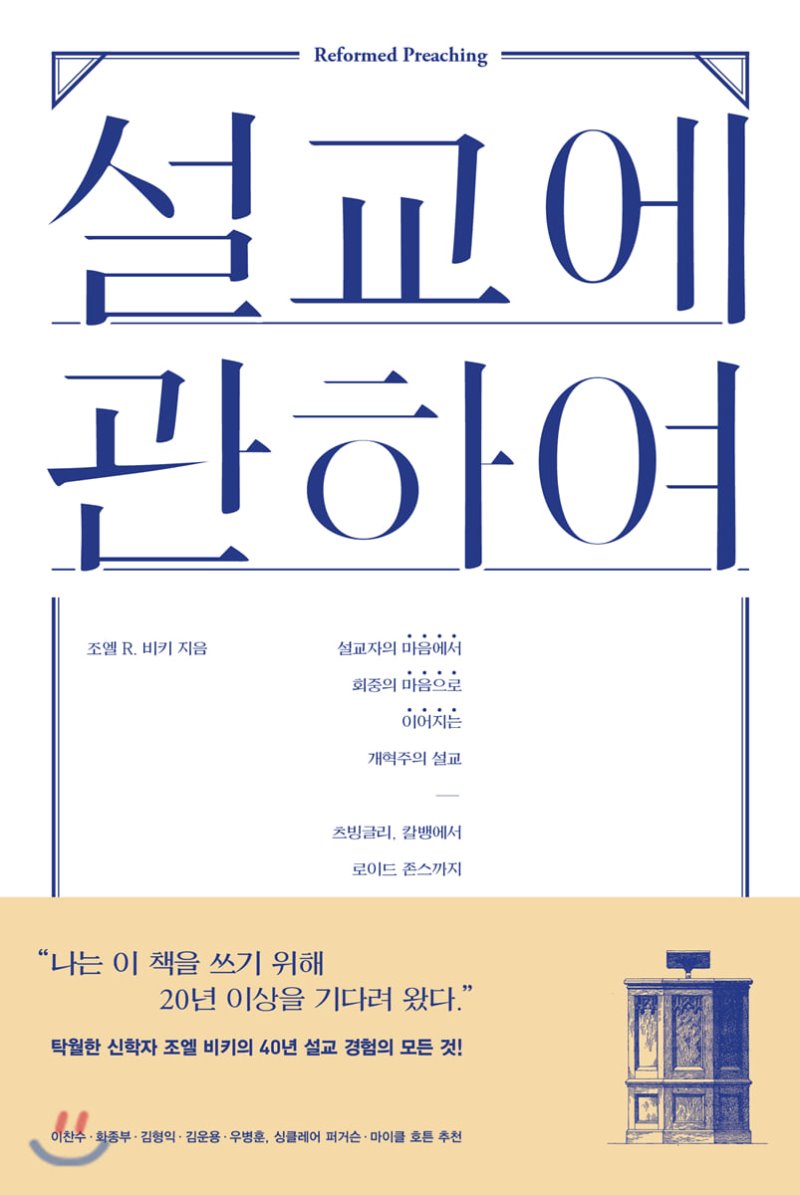 Reformed Preaching
설교에
관하여
조엘 R. 비키 지음
설교자의 마음에서
회중의 마음으로
이어지는
개혁주의 설교
츠빙글리, 칼뱅에서
로이드 존스까지
“나는 이 책을 쓰기 위해
20년 이상을 기다려 왔다.”
탁월한 신학자 조엘 비키의 40년 설교 경험의 모든 것!
이찬수·화종부·김형익·김운용·우병훈, 싱클레어 퍼거슨·마이클 호튼 추천